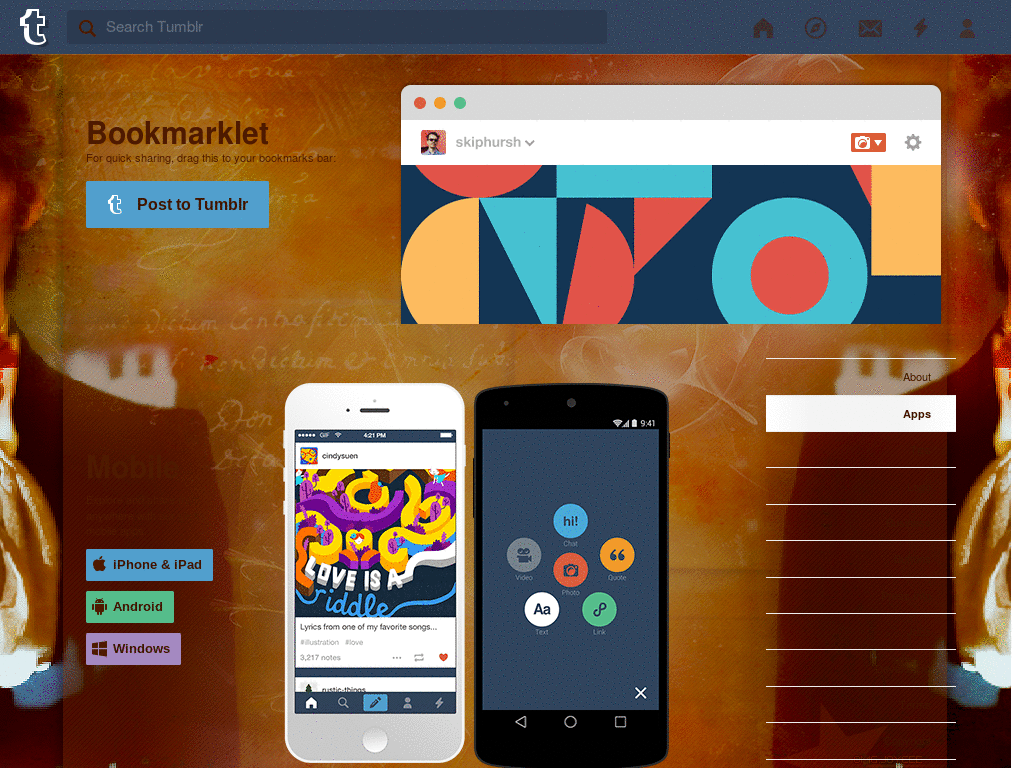 Search Tumblr
Bookmarklet
For quick sharing, drag this to your bookmarks bar:
Post to Tumblr
skiphursh
About
Apps
Mobile
iPhone & iPad
Android
Windows
GIF
4:21 PM
cindysuen
LOVE IS A
riddle
Lyrics from one of my favorite songs...
#illustration #love
3,217 notes
rustic-things
9:41
hi!
Chat
Video
Photo
Quote
Aa
Text
Link